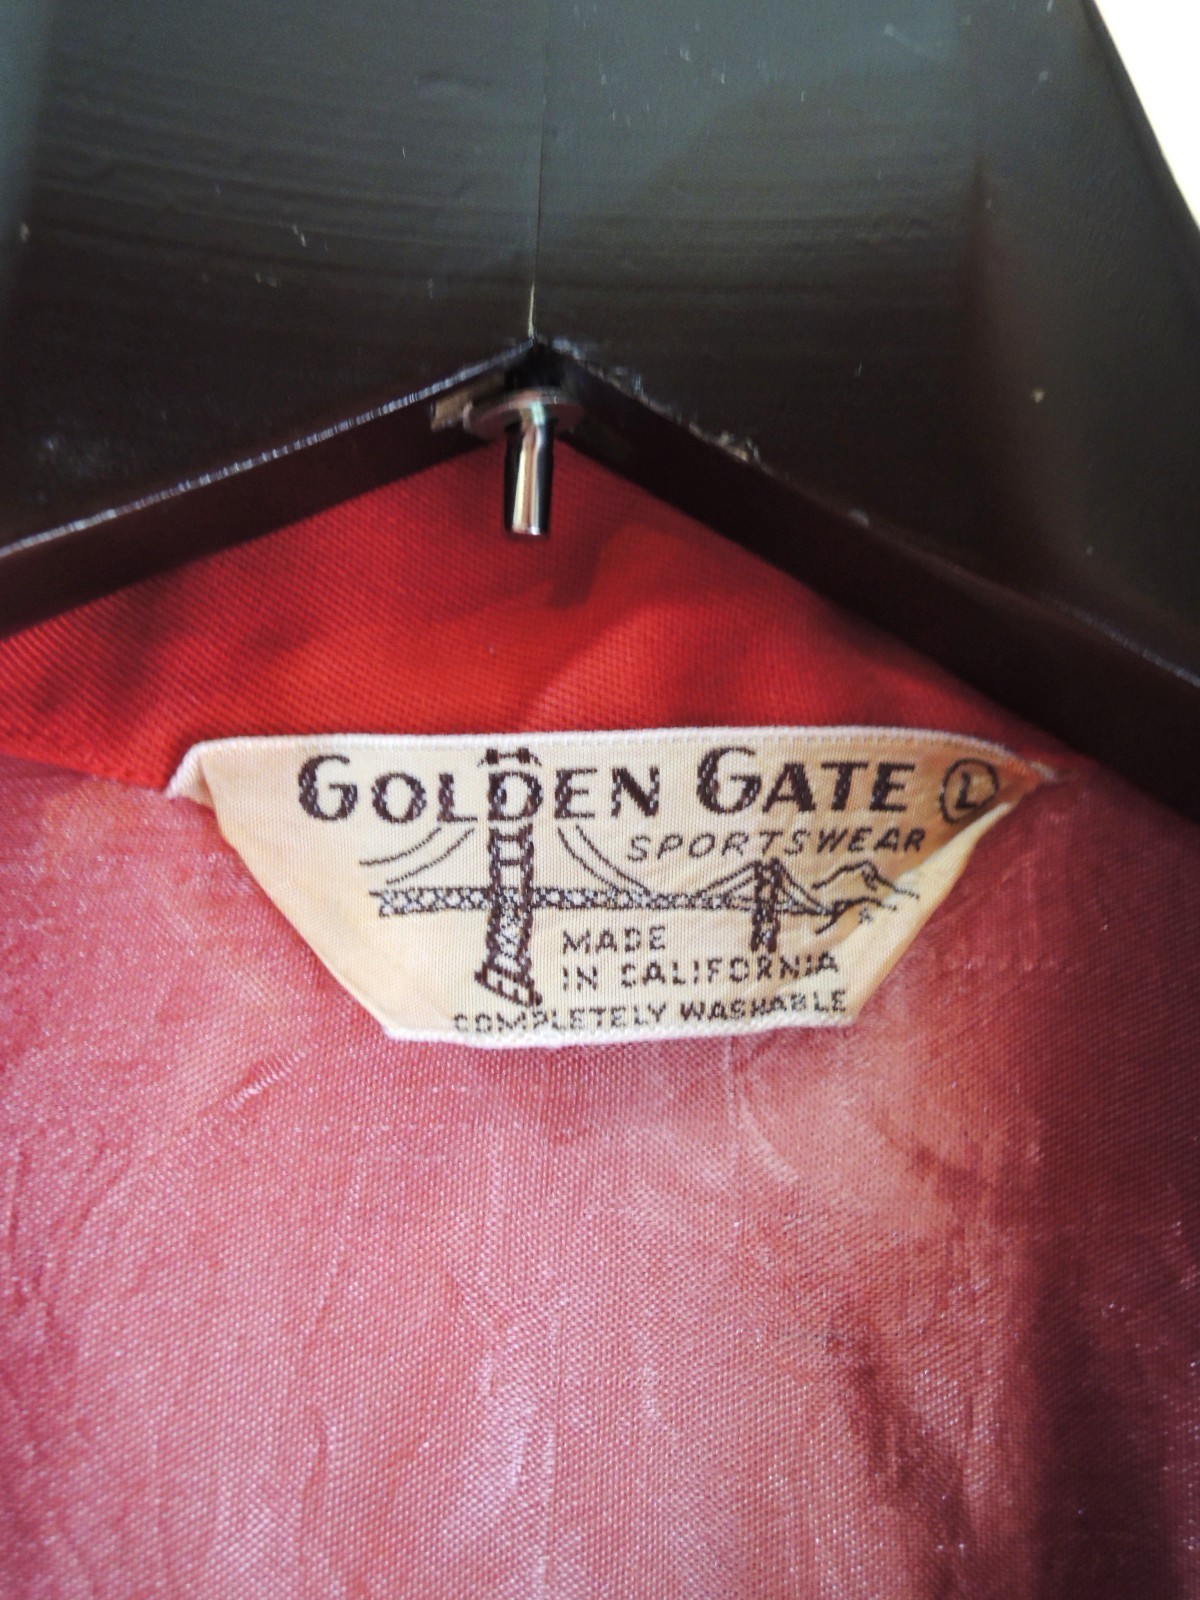 GOLDEN GATE L
SPORTSWEAR
MADE
IN CALIFORNIA
COMPLETELY WASHABLE